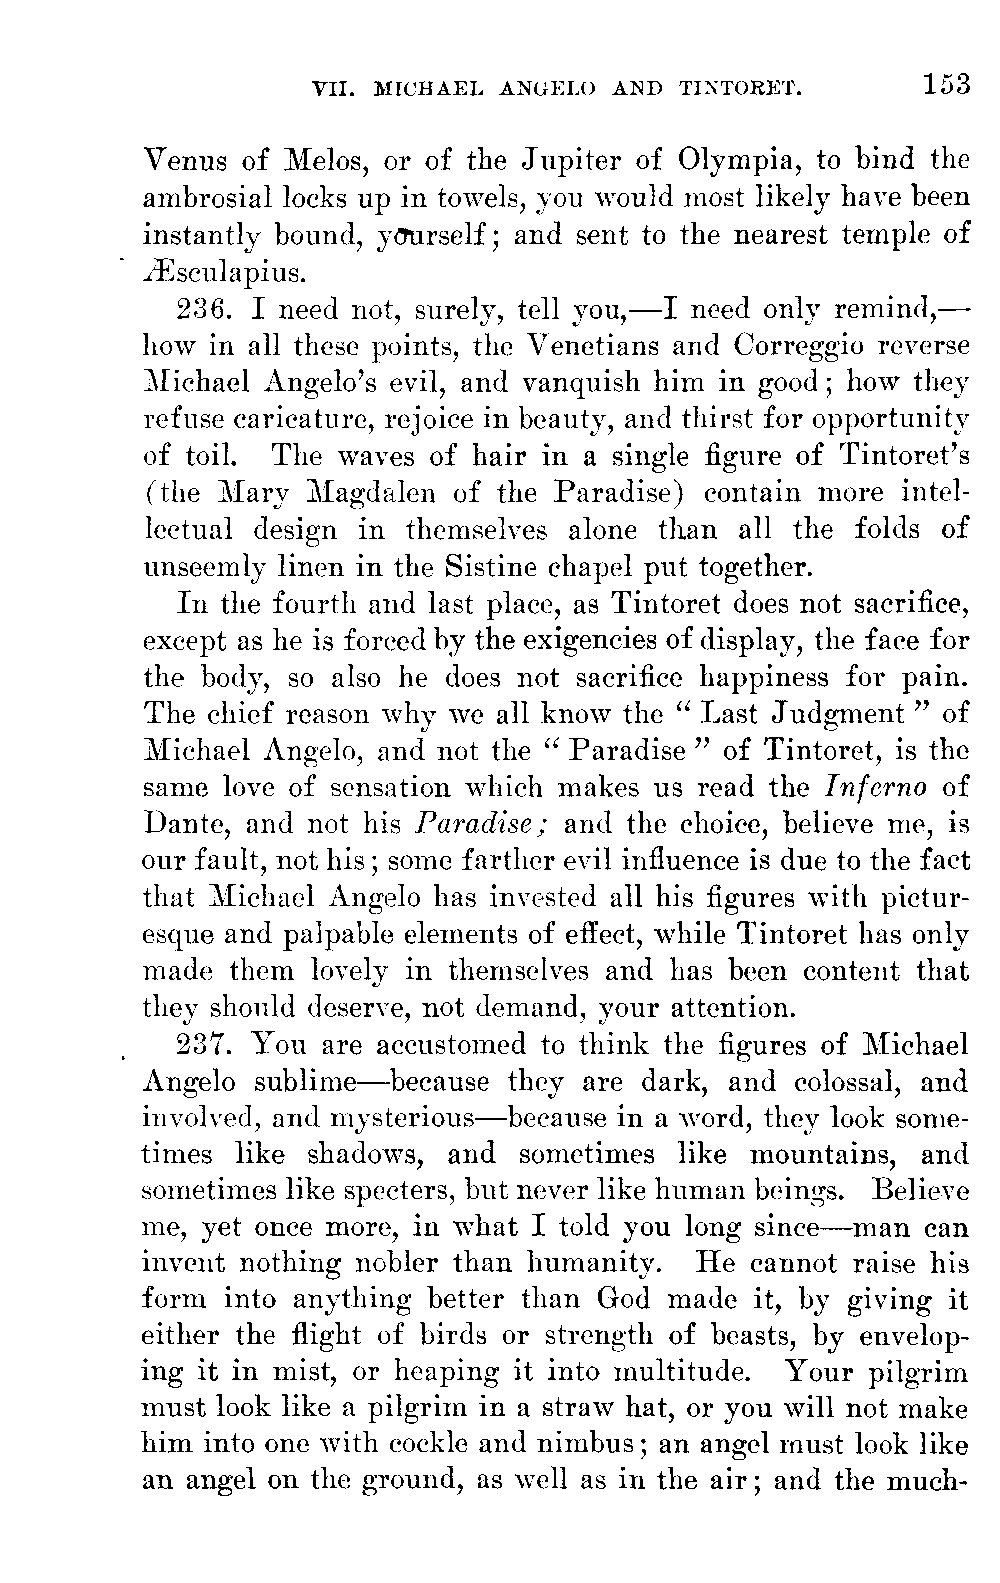 VII. MICHAEL ANGELO AND TINTORET. 153
Venus of Melos, or of the Jupiter of Olympia, to bind the
ambrosial locks up in towels, you would most likely have been
instantly bound, yourself; and sent to the nearest temple of
Æsculapius.
236. I need not, surely, tell you,—I need only remind,—
how in all these points, the Venetians and Correggio reverse
Michael Angelo's evil, and vanquish him in good; how they
refuse caricature, rejoice in beauty, and thirst for opportunity
of toil. The waves of hair in a single figure of Tintoret's
(the Mary Magdalen of the Paradise) contain more intel-
lectual design in themselves alone than all the folds of
unseemly linen in the Sistine chapel put together.
In the fourth and last place, as Tintoret does not sacrifice,
except as he is forced by the exigencies of display, the face for
the body, so also he does not sacrifice happiness for pain.
The chief reason why we all know the "Last Judgment" of
Michael Angelo, and not the "Paradise" of Tintoret, is the
same love of sensation which makes us read the Inferno of
Dante, and not his Paradise; and the choice, believe me, is
our fault, not his; some farther evil influence is due to the fact
that Michael Angelo has invested all his figures with pictur-
esque and palpable elements of effect, while Tintoret has only
made them lovely in themselves and has been content that
they should deserve, not demand, your attention.
237. You are accustomed to think the figures of Michael
Angelo sublime—because they are dark, and colossal, and
involved, and mysterious—because in a word, they look some-
times like shadows, and sometimes like mountains, and
sometimes like specters, but never like human beings. Believe
me, yet once more, in what I told you long since—man can
invent nothing nobler than humanity. He cannot raise his
form into anything better than God made it, by giving it
either the flight of birds or strength of beasts, by envelop-
ing it in mist, or heaping it into multitude. Your pilgrim
must look like a pilgrim in a straw hat, or you will not make
him into one with cockle and nimbus; an angel must look like
an angel on the ground, as well as in the air; and the much-